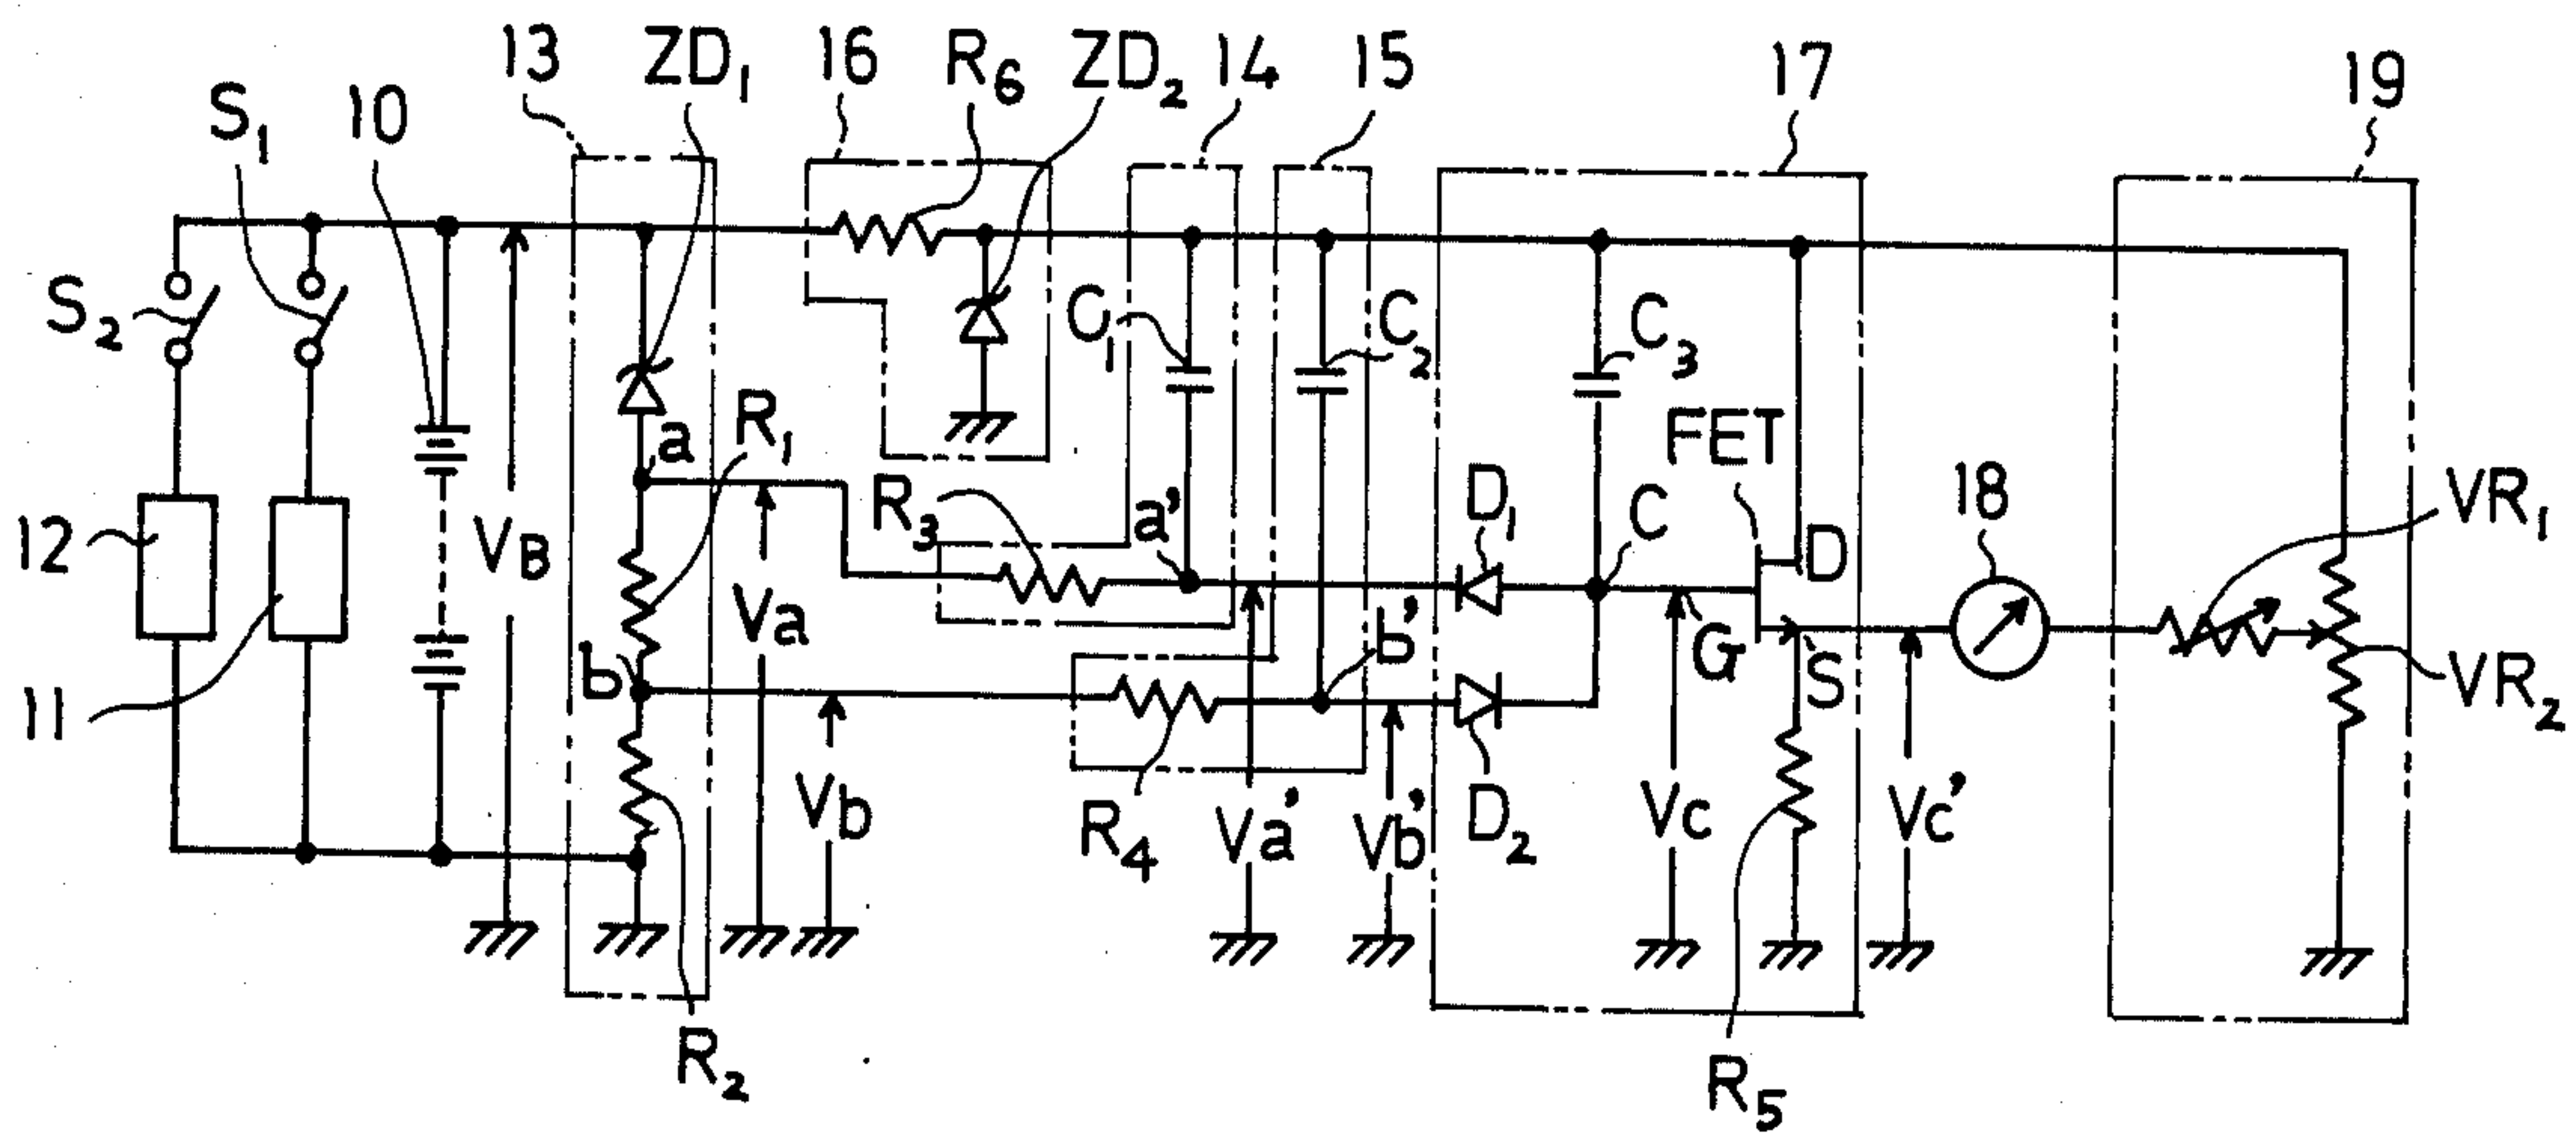 13 ZD1 16 R6 ZD2 14 15 17 19
S1 10
S2 C1 C2 C3
a R1 FET
12 VB R3 a' D1 C 18 D VR1
Va
b b' G S VR2
11
Vb R4 Va' Vb' D2 Vc Vc'
R2 R5